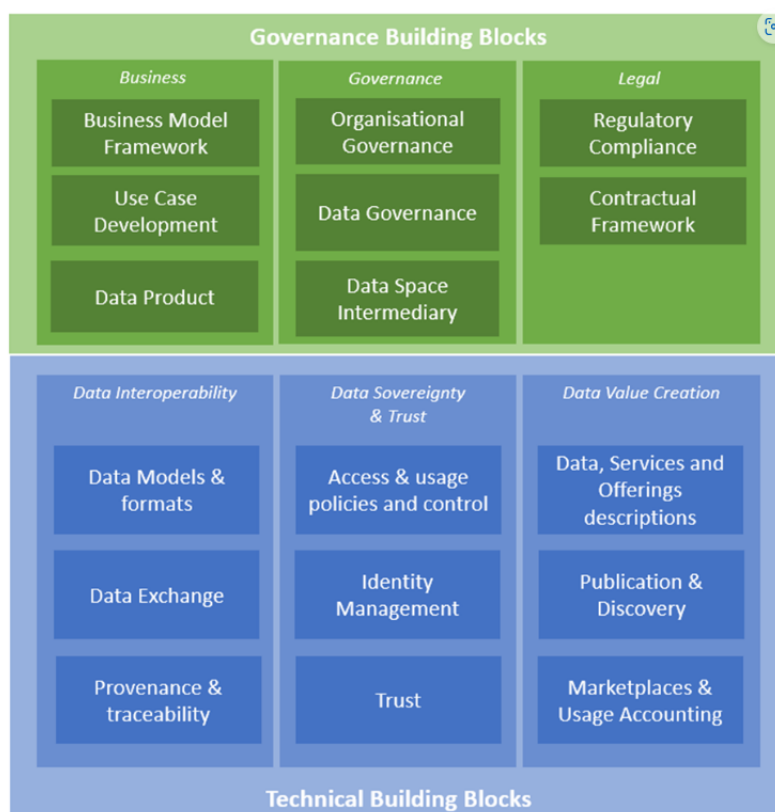 Governance Building Blocks
Business
Business Model
Framework
Use Case
Development
Data Product
Governance
Organisational
Governance
Data Governance
Data Space
Intermediary
Legal
Regulatory
Compliance
Contractual
Framework
Data Interoperability
Data Models &
formats
Data Exchange
Provenance &
traceability
Data Sovereignty
& Trust
Access & usage
policies and control
Identity
Management
Trust
Data Value Creation
Data, Services and
Offerings
descriptions
Publication &
Discovery
Marketplaces &
Usage Accounting
Technical Building Blocks